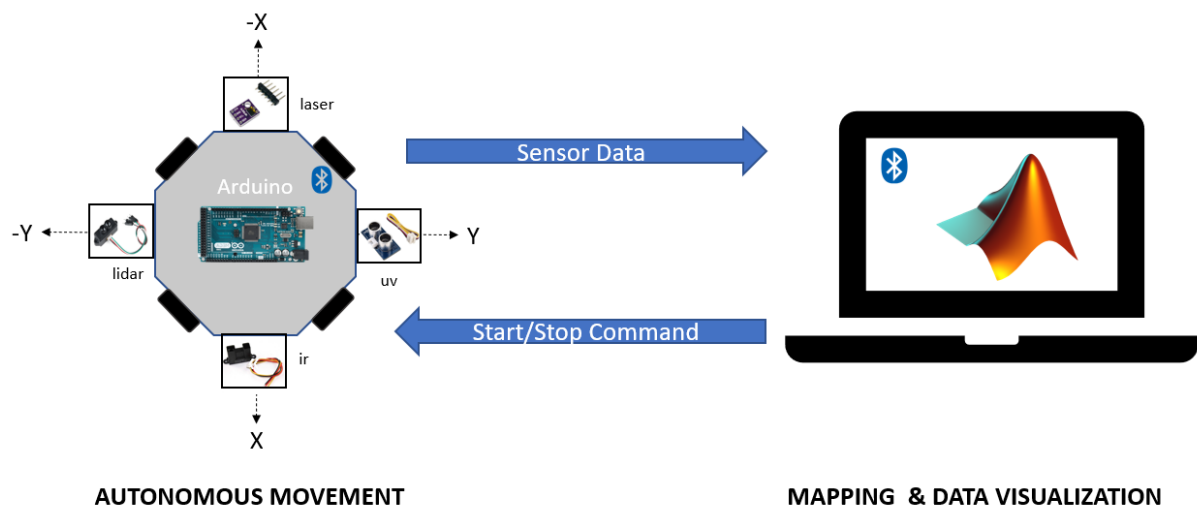 -X
laser
Sensor Data
Arduino
-Y
Y
lidar
uv
Start/Stop Command
ir
X
AUTONOMOUS MOVEMENT
MAPPING & DATA VISUALIZATION